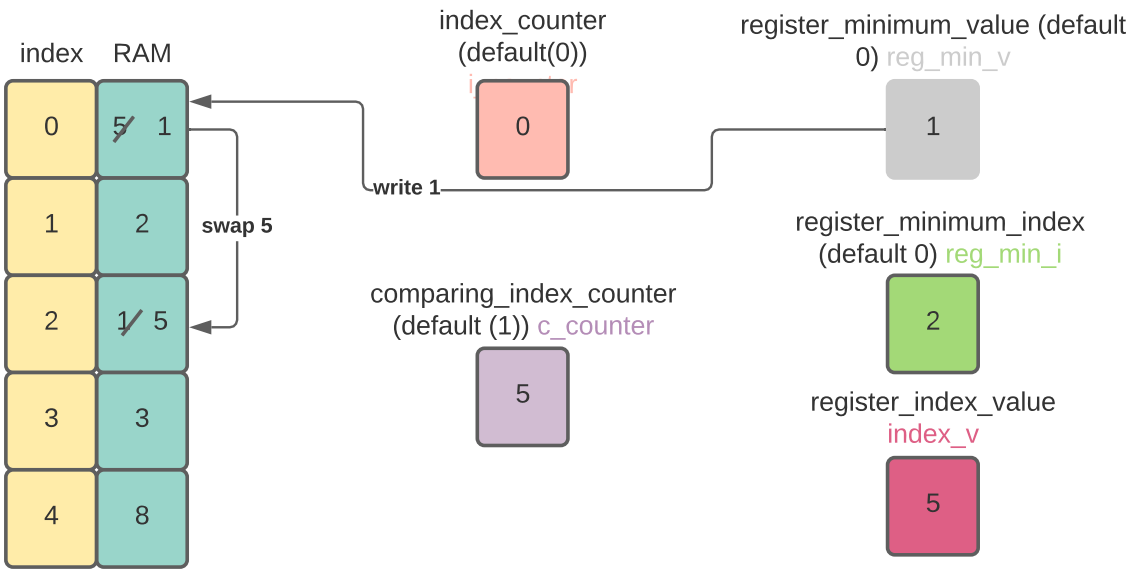 index RAM
index_counter
(default(0))
register_minimum_value (default
0) reg_min_v
0 5 1
0
1
write 1
1 2
swap 5
register_minimum_index
(default 0) reg_min_i
2 1 5
2
comparing_index_counter
(default (1)) c_counter
5
3 3
register_index_value
index_v
5
4 8